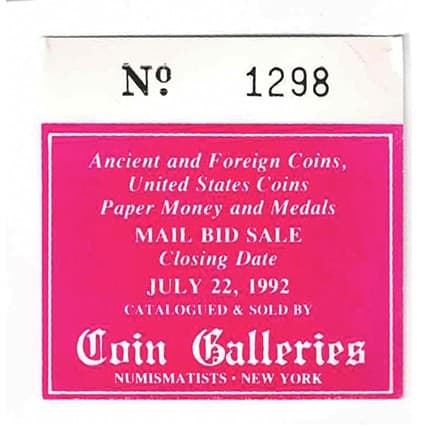 Nº 1298
Ancient and Foreign Coins,
United States Coins
Paper Money and Medals
MAIL BID SALE
Closing Date
JULY 22, 1992
CATALOGUED & SOLD BY
Coin Galleries
NUMISMATISTS · NEW YORK